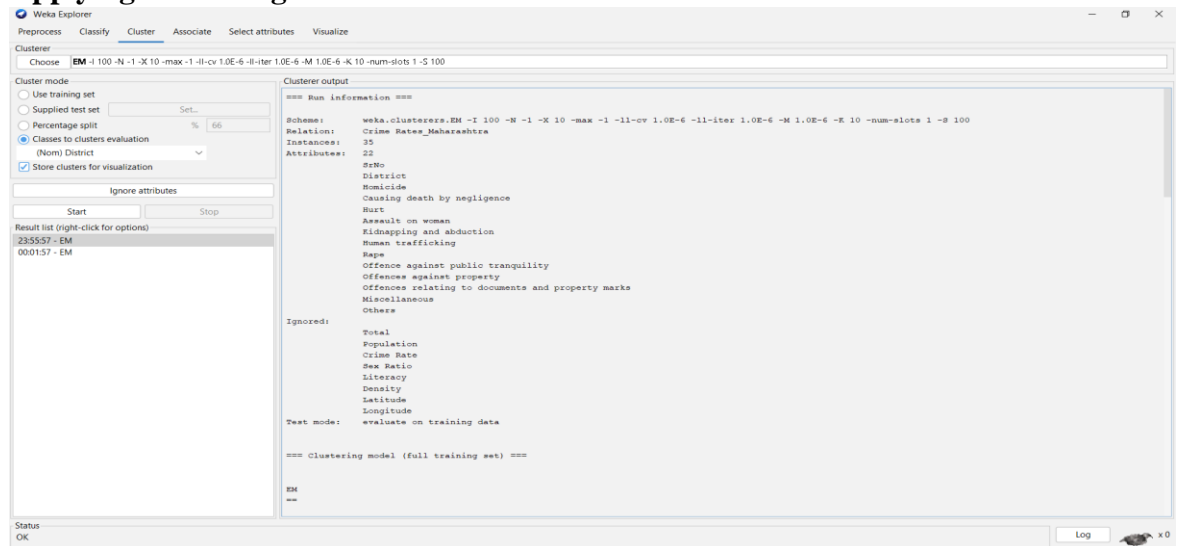 Weka Explorer
Preprocess Classify Cluster Associate Select attributes Visualize
Clusterer
Choose EM -I 100 -N -1 -X 10 -max -1 -ll-cv 1.0E-6 -ll-iter 1.0E-6 -M 1.0E-6 -K 10 -num-slots 1 -S 100
Cluster mode
Use training set
Supplied test set Set...
Percentage split % 66
Classes to clusters evaluation
(Nom) District
Store clusters for visualization
Ignore attributes
Start Stop
Result list (right-click for options)
23:55:57 - EM
00:01:57 - EM
Clusterer output
=== Run information ===
Scheme: weka.clusterers.EM -I 100 -N -1 -X 10 -max -1 -ll-cv 1.0E-6 -ll-iter 1.0E-6 -M 1.0E-6 -K 10 -num-slots 1 -S 100
Relation: Crime Rates_Maharashtra
Instances: 35
Attributes: 22
SrNo
District
Homicide
Causing death by negligence
Hurt
Assault on woman
Kidnapping and abduction
Human trafficking
Rape
Offence against public tranquility
Offences against property
Offences relating to documents and property marks
Miscellaneous
Others
Ignored:
Total
Population
Crime Rate
Sex Ratio
Literacy
Density
Latitude
Longitude
Test mode: evaluate on training data
=== Clustering model (full training set) ===
EM
==
Status
OK
Log x 0